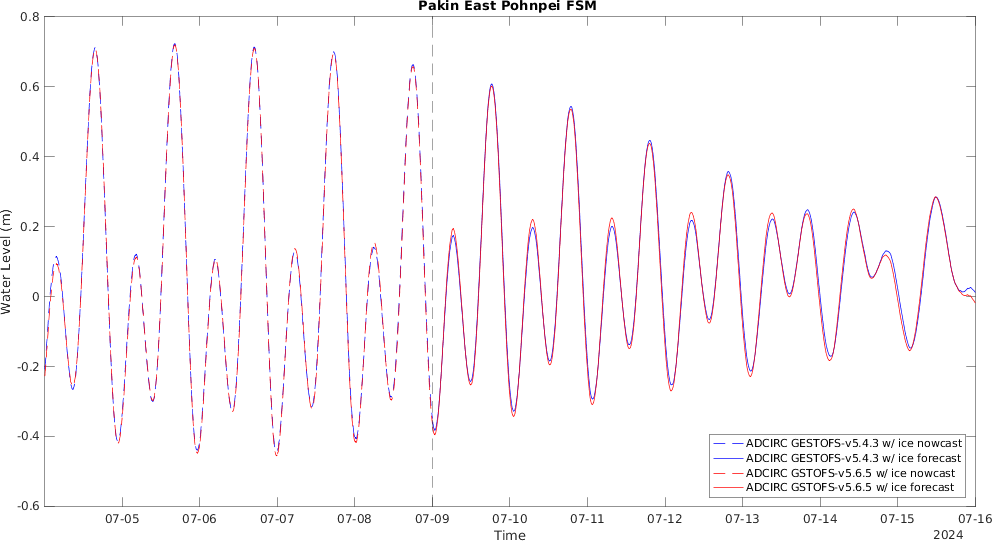 Pakin East Pohnpei FSM
0.8
0.6
0.4
0.2
0
-0.2
-0.4
-0.6
Water Level (m)
07-05 07-06 07-07 07-08 07-09 07-10 07-11 07-12 07-13 07-14 07-15 07-16
Time
2024
ADCIRC GESTOFS-v5.4.3 w/ ice nowcast
ADCIRC GESTOFS-v5.4.3 w/ ice forecast
ADCIRC GSTOFS-v5.6.5 w/ ice nowcast
ADCIRC GSTOFS-v5.6.5 w/ ice forecast